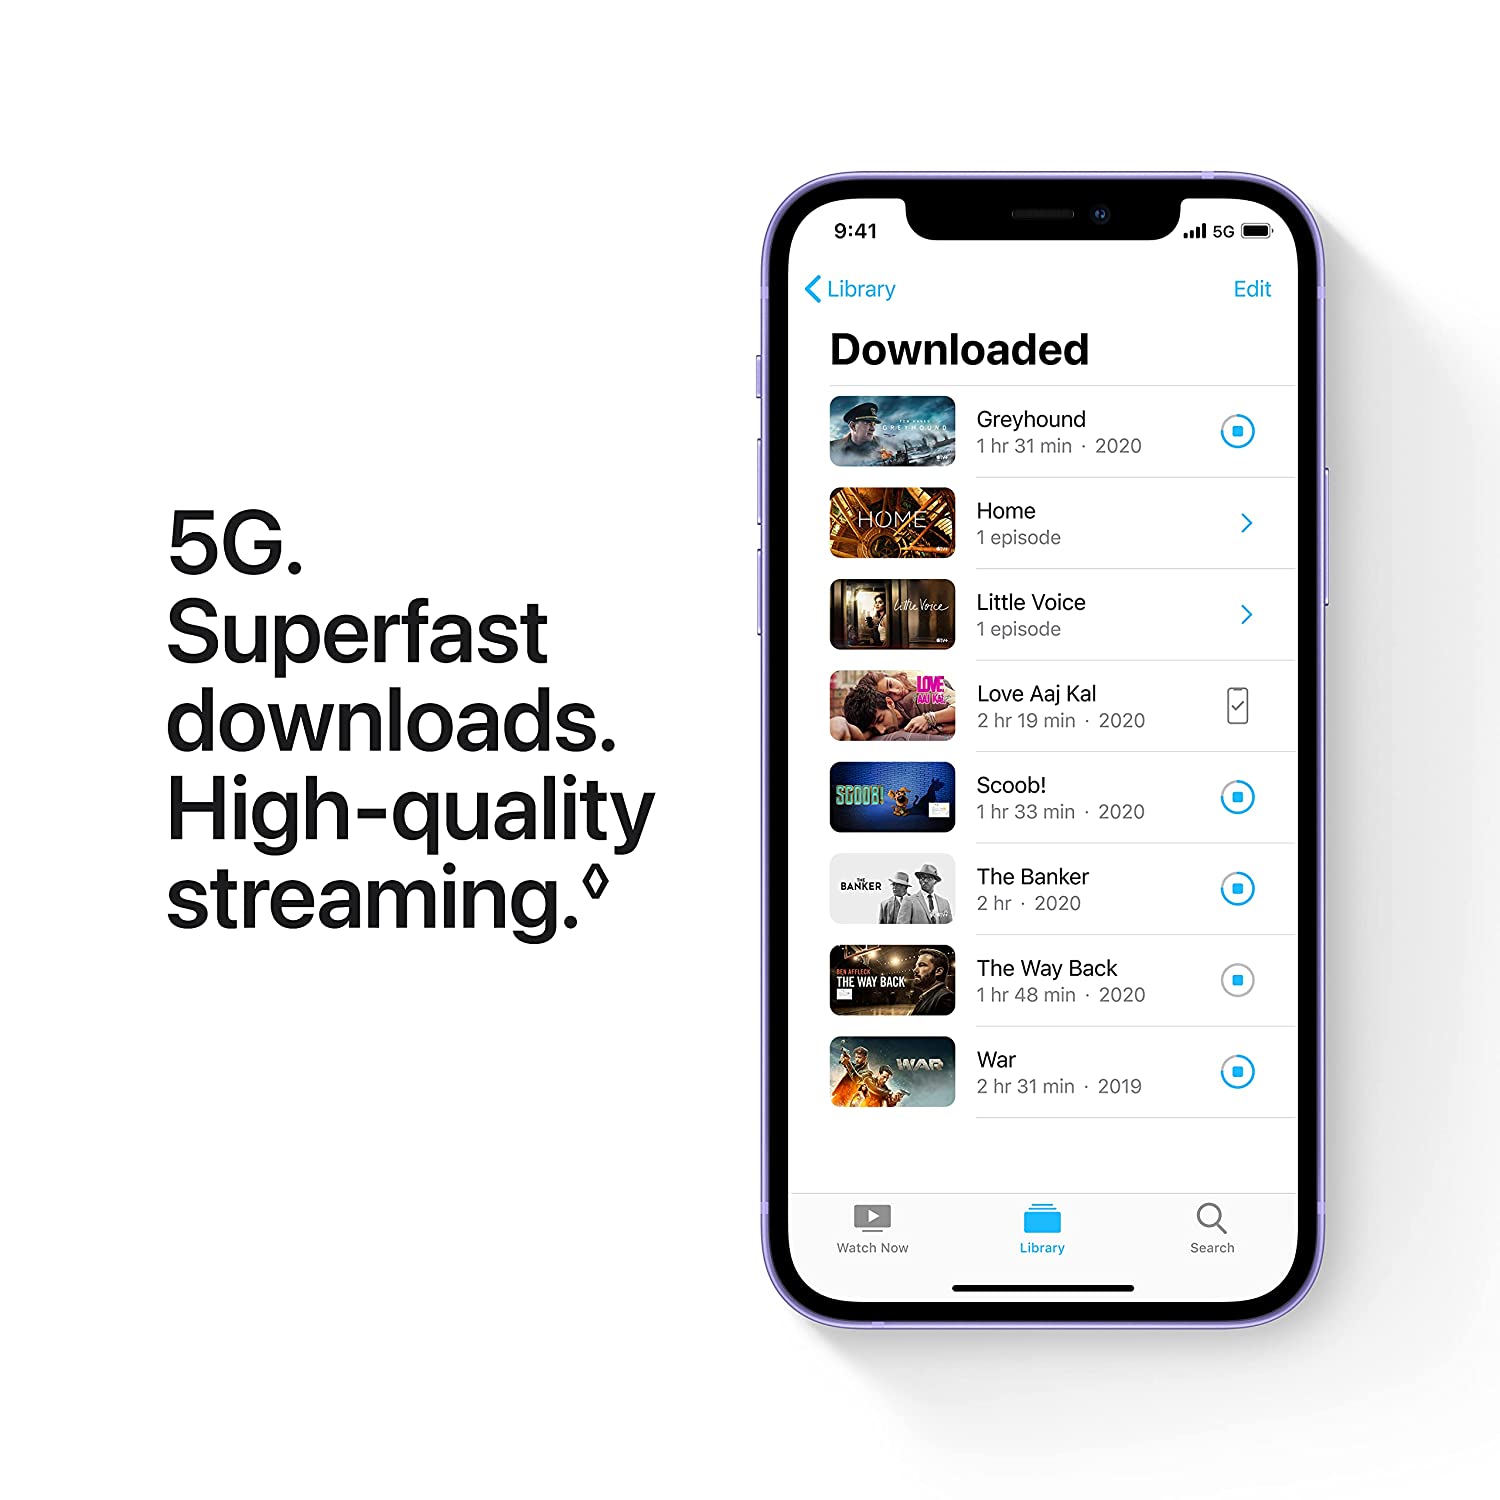 5G.
Superfast
downloads.
High-quality
streaming.◊
9:41
5G
Library
Edit
Downloaded
GREYHOUND
Greyhound
1 hr 31 min · 2020
HOME
Home
1 episode
Little Voice
Little Voice
1 episode
LOVE
AAJ KAL
Love Aaj Kal
2 hr 19 min · 2020
SCOOB!
Scoob!
1 hr 33 min · 2020
THE
BANKER
The Banker
2 hr · 2020
BEN AFFLECK
THE WAY BACK
The Way Back
1 hr 48 min · 2020
WAR
War
2 hr 31 min · 2019
Watch Now
Library
Search